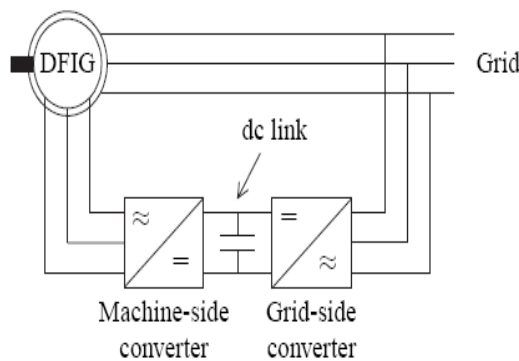 DFIG
Grid
dc link
≈
=
=
≈
Machine-side
converter
Grid-side
converter